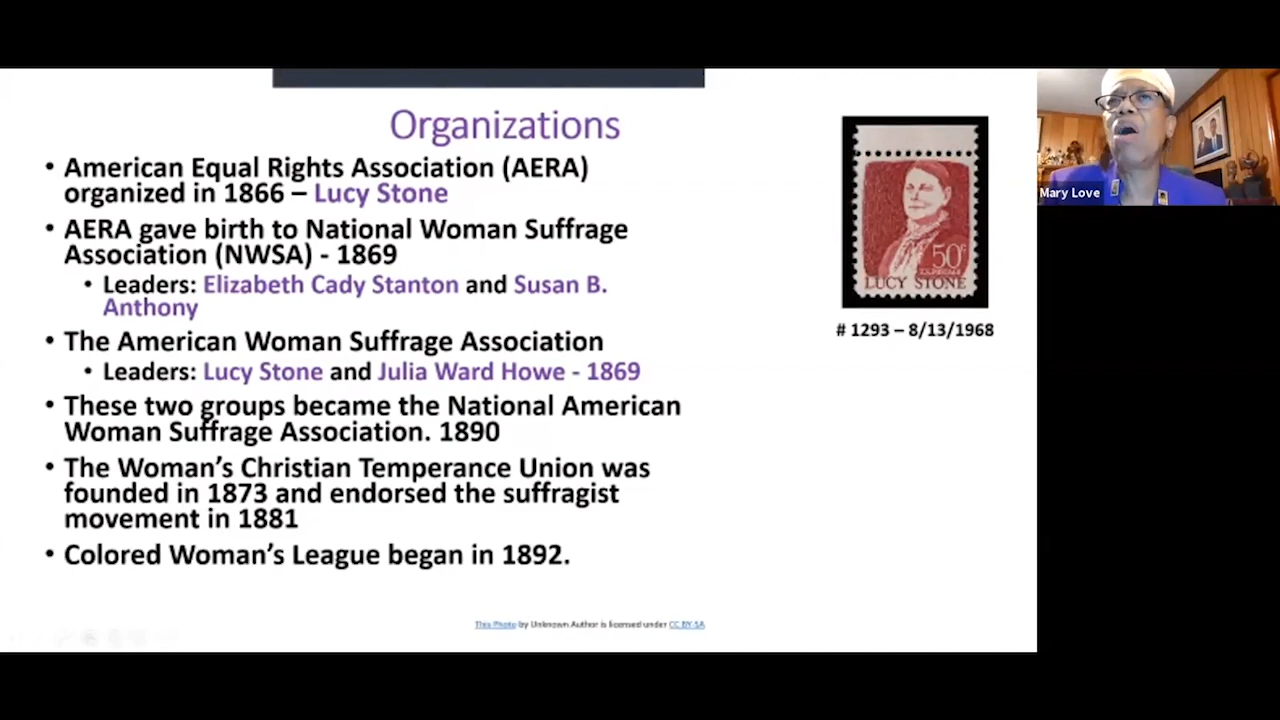 Organizations
• American Equal Rights Association (AERA)
organized in 1866 – Lucy Stone
• AERA gave birth to National Woman Suffrage
Association (NWSA) - 1869
• Leaders: Elizabeth Cady Stanton and Susan B.
Anthony
• The American Woman Suffrage Association
• Leaders: Lucy Stone and Julia Ward Howe - 1869
• These two groups became the National American
Woman Suffrage Association. 1890
• The Woman’s Christian Temperance Union was
founded in 1873 and endorsed the suffragist
movement in 1881
• Colored Woman’s League began in 1892.
This Photo by Unknown Author is licensed under CC BY-SA
50¢
LUCY STONE
# 1293 – 8/13/1968
Mary Love